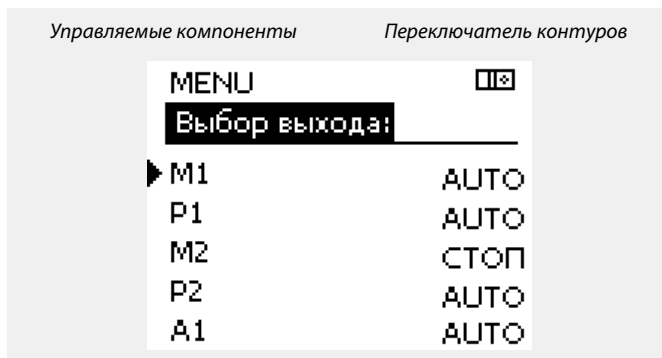 Управляемые компоненты Переключатель контуров
MENU
Выбор выхода:
M1 AUTO
P1 AUTO
M2 СТОП
P2 AUTO
A1 AUTO